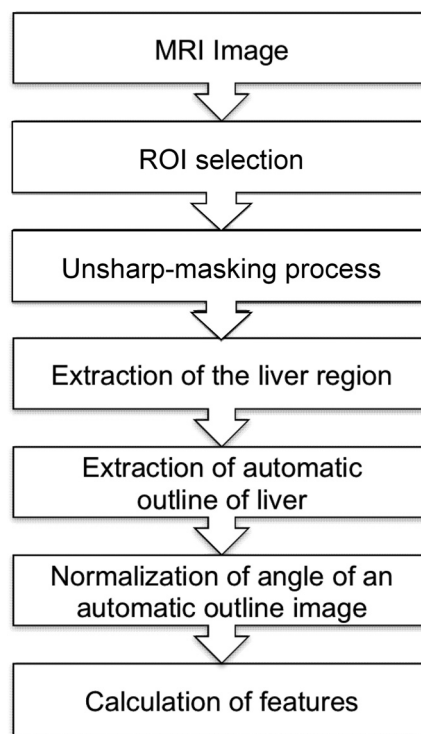 MRI Image
ROI selection
Unsharp-masking process
Extraction of the liver region
Extraction of automatic
outline of liver
Normalization of angle of an
automatic outline image
Calculation of features